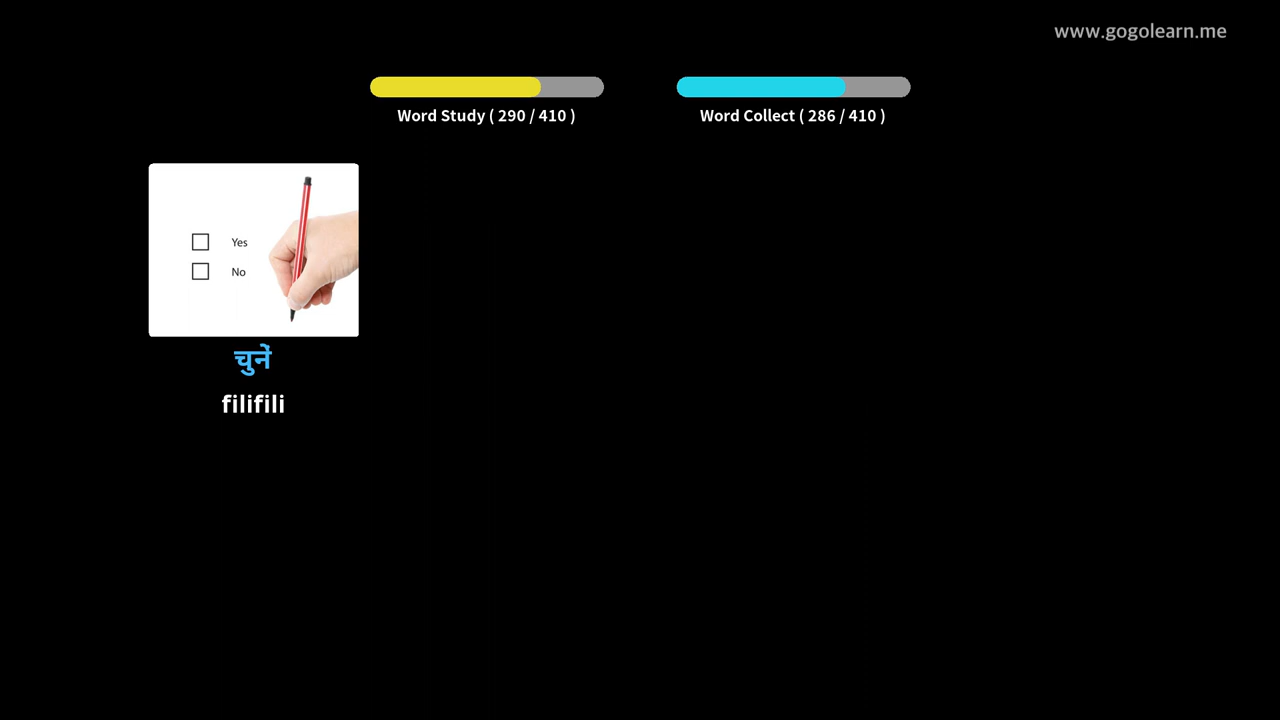 www.gogolearn.me
Word Study ( 290 / 410 )
Word Collect ( 286 / 410 )
Yes
No
चुनें
filifili